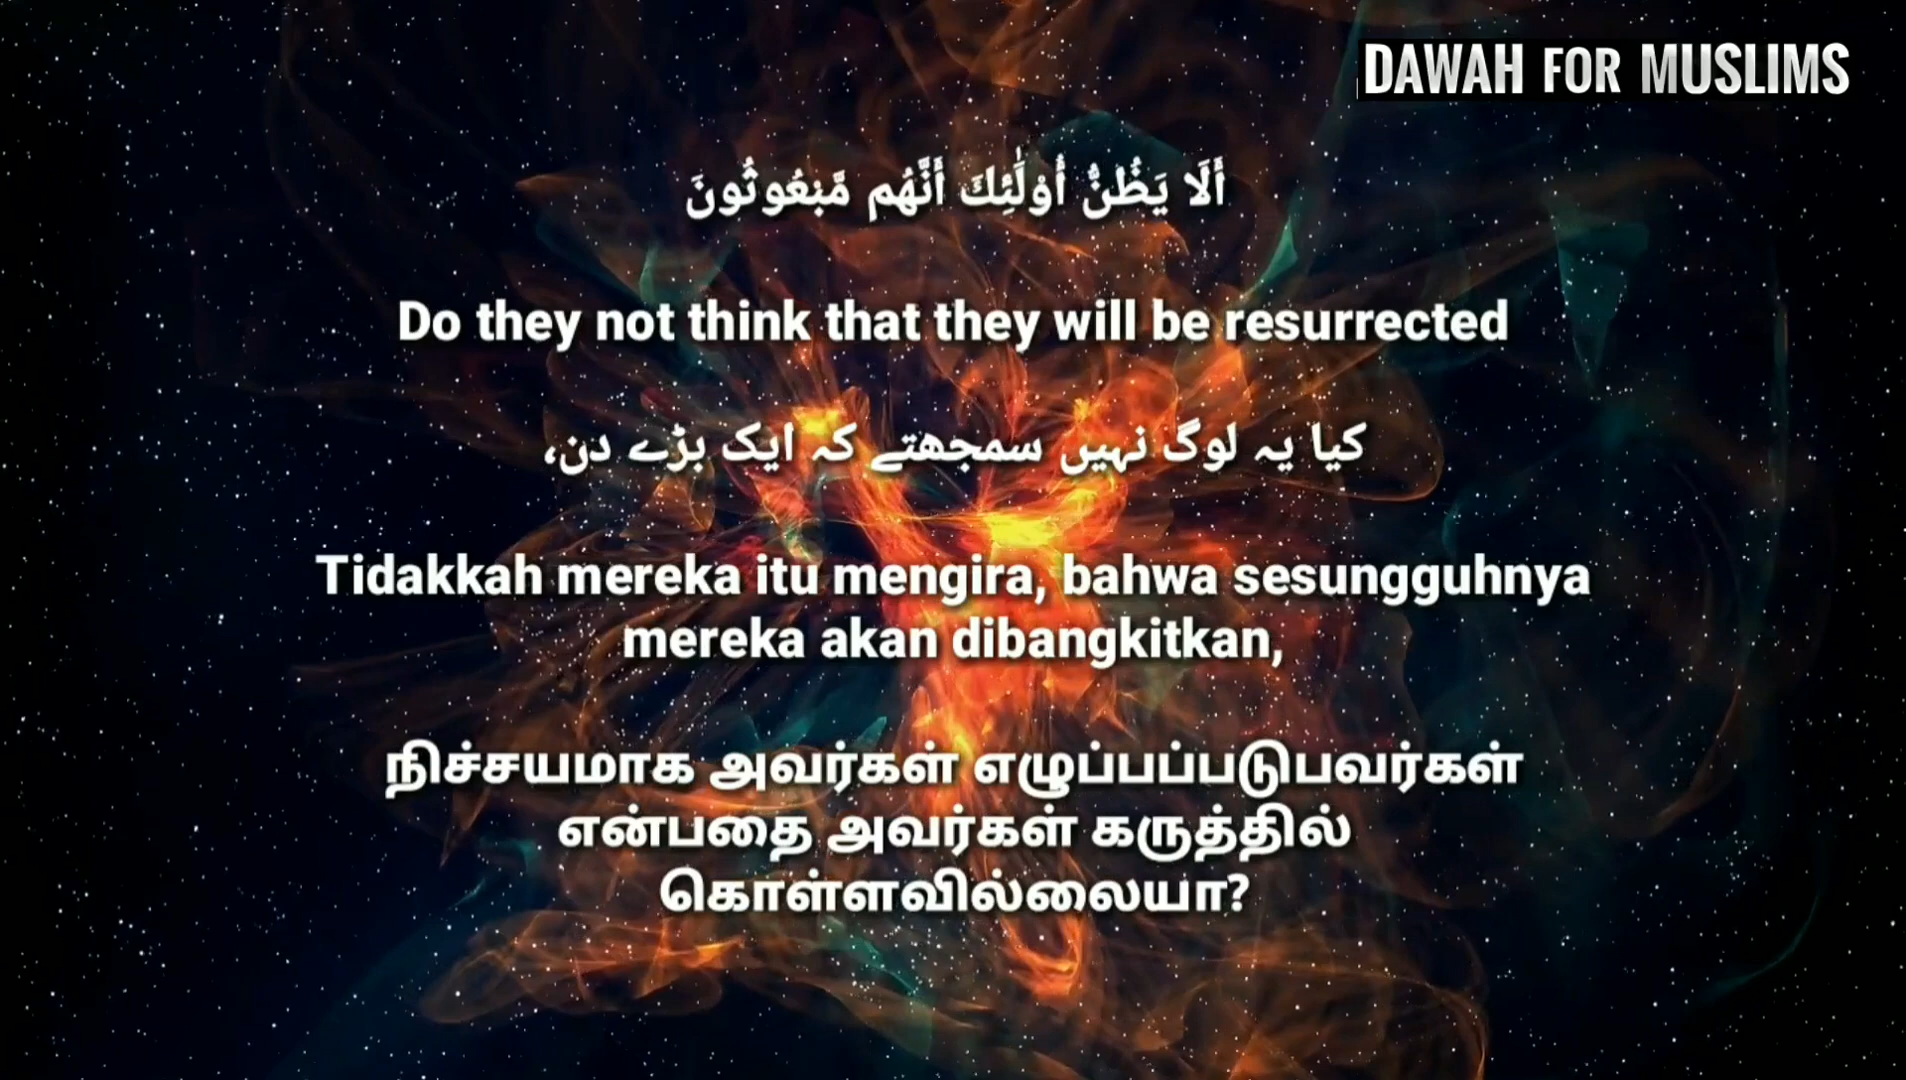 DAWAH FOR MUSLIMS
أَلَا يَظُنُّ أُوْلَٰٓئِكَ أَنَّهُم مَّبۡعُوثُونَ
Do they not think that they will be resurrected
کیا یہ لوگ نہیں سمجھتے کہ ایک بڑے دن،
Tidakkah mereka itu mengira, bahwa sesungguhnya
mereka akan dibangkitkan,
நிச்சயமாக அவர்கள் எழுப்பப்படுபவர்கள்
என்பதை அவர்கள் கருத்தில்
கொள்ளவில்லையா?